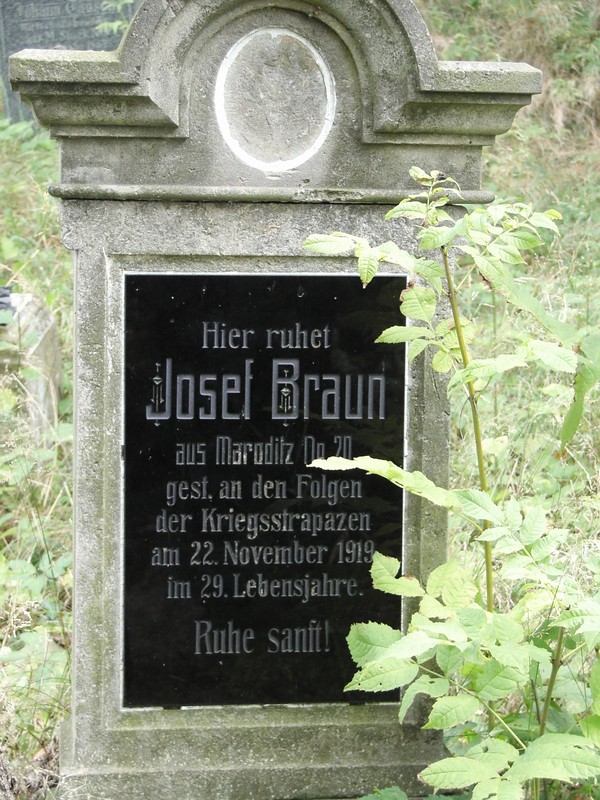 Hier ruhet
Josef Braun
aus Maroditz No 20
gest. an den Folgen
der Kriegsstrapazen
am 22. November 1919
im 29. Lebensjahre.
Ruhe sanft!